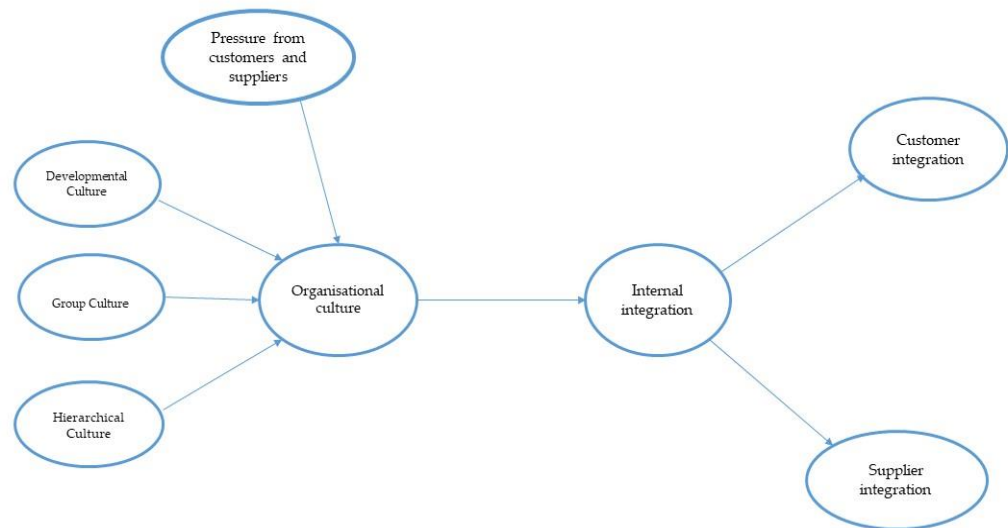 Pressure from
customers and
suppliers
Developmental
Culture
Group Culture
Hierarchical
Culture
Organisational
culture
Internal
integration
Customer
integration
Supplier
integration